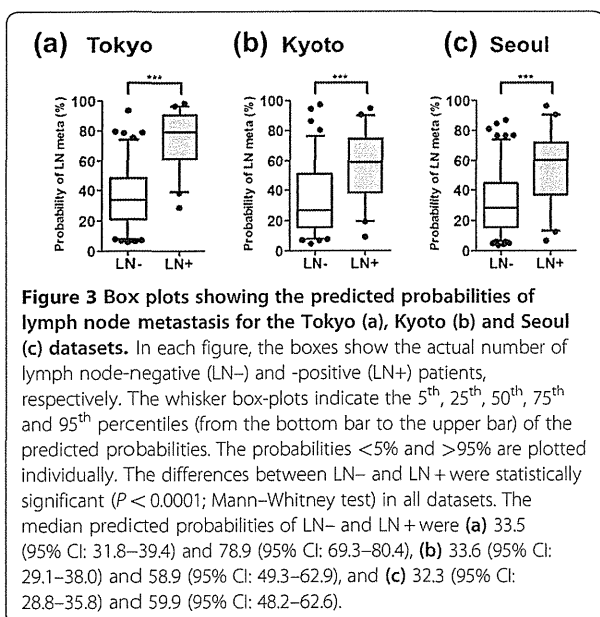 (a) Tokyo (b) Kyoto (c) Seoul
*** *** ***
Probability of LN meta (%)
100
80
60
40
20
0
LN- LN+
Probability of LN meta (%)
100
80
60
40
20
0
LN- LN+
Probability of LN meta (%)
100
80
60
40
20
0
LN- LN+
Figure 3 Box plots showing the predicted probabilities of
lymph node metastasis for the Tokyo (a), Kyoto (b) and Seoul
(c) datasets. In each figure, the boxes show the actual number of
lymph node-negative (LN–) and -positive (LN+) patients,
respectively. The whisker box-plots indicate the 5th, 25th, 50th, 75th
and 95th percentiles (from the bottom bar to the upper bar) of the
predicted probabilities. The probabilities <5% and >95% are plotted
individually. The differences between LN– and LN + were statistically
significant (P < 0.0001; Mann–Whitney test) in all datasets. The
median predicted probabilities of LN– and LN + were (a) 33.5
(95% CI: 31.8–39.4) and 78.9 (95% CI: 69.3–80.4), (b) 33.6 (95% CI:
29.1–38.0) and 58.9 (95% CI: 49.3–62.9), and (c) 32.3 (95% CI:
28.8–35.8) and 59.9 (95% CI: 48.2–62.6).